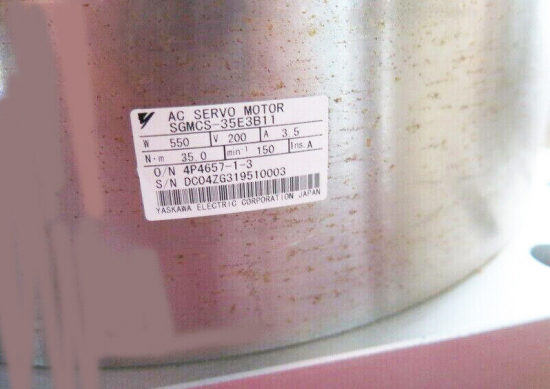 AC SERVO MOTOR
SGMCS-35E3B11
W 550 V 200 A 3.5
N·m 35.0 min⁻¹ 150 Ins. A
O/N 4P4657-1-3
S/N DC04ZG319510003
YASKAWA ELECTRIC CORPORATION JAPAN